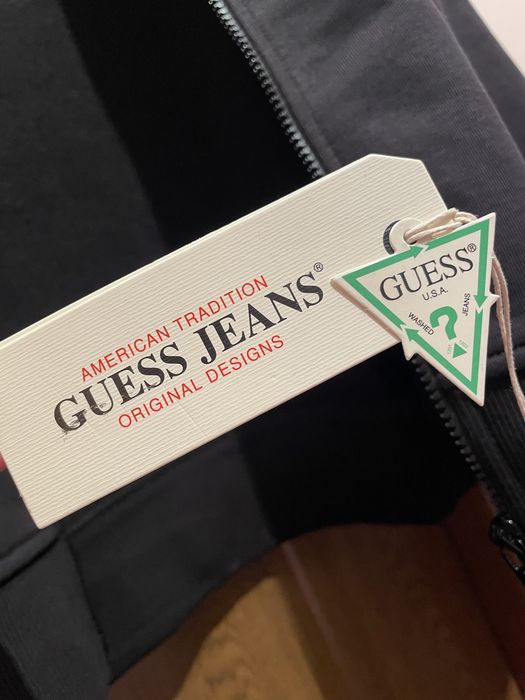 AMERICAN TRADITION
GUESS JEANS®
ORIGINAL DESIGNS
GUESS®
U.S.A.
WASHED
?
JEANS